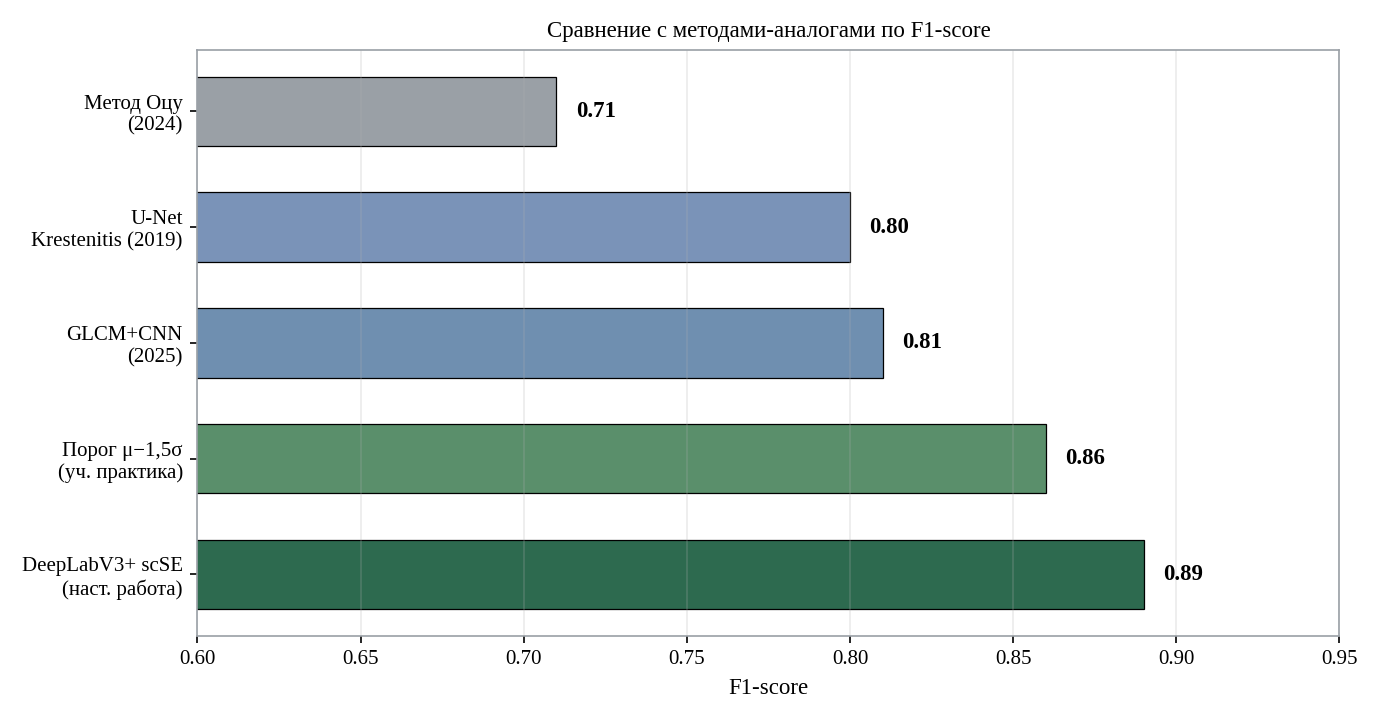 Сравнение с методами-аналогами по F1-score
Метод Оцу
(2024)
0.71
U-Net
Krestenitis (2019)
0.80
GLCM+CNN
(2025)
0.81
Порог μ−1,5σ
(уч. практика)
0.86
DeepLabV3+ scSE
(наст. работа)
0.89
0.60 0.65 0.70 0.75 0.80 0.85 0.90 0.95
F1-score